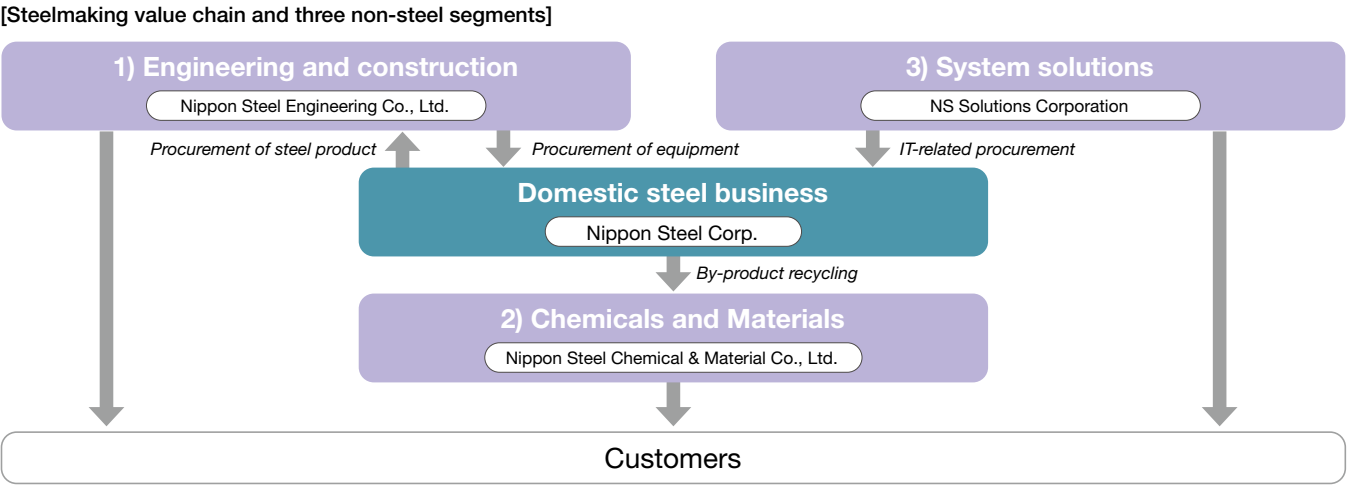 [Steelmaking value chain and three non-steel segments]
1) Engineering and construction
Nippon Steel Engineering Co., Ltd.
3) System solutions
NS Solutions Corporation
Procurement of steel product
Procurement of equipment
IT-related procurement
Domestic steel business
Nippon Steel Corp.
By-product recycling
2) Chemicals and Materials
Nippon Steel Chemical & Material Co., Ltd.
Customers